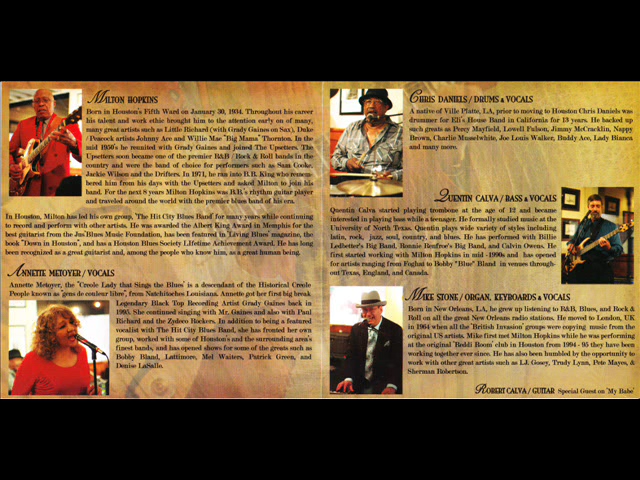 MILTON HOPKINS
Born in Houston's Fifth Ward on January 30, 1934. Throughout his career
his talent and work ethic brought him to the attention early on of many,
many great artists such as Little Richard (with Grady Gaines on Sax), Duke
/Peacock artists Johnny Ace and Willie Mae "Big Mama" Thornton. In the
mid 1950's he reunited with Grady Gaines and joined The Upsetters. The
Upsetters soon became one of the premier R&B / Rock & Roll bands in the
country and were the band of choice for performers such as Sam Cooke,
Jackie Wilson and the Drifters. In 1971, he ran into B.B. King who remem-
bered him from his days with the Upsetters and asked Milton to join his
band. For the next 8 years Milton Hopkins was B.B.'s rhythm guitar player
and traveled around the world with the premier blues band of his era.
In Houston, Milton has led his own group, 'The Hit City Blues Band' for many years while continuing
to record and perform with other artists. He was awarded the Albert King Award in Memphis for the
best guitarist from the Jus Blues Music Foundation, has been featured in 'Living Blues' magazine, the
book "Down in Houston", and has a Houston Blues Society Lifetime Achievement Award. He has long
been recognized as a great guitarist and, among the people who know him, as a great human being.
ANNETTE METOYER / VOCALS
Annette Metoyer, the "Creole Lady that Sings the Blues" is a descendant of the Historical Creole
People known as 'gens de couleur libre', from Natchitoches Louisiana. Annette got her first big break
with Legendary Black Top Recording Artist Grady Gaines back in
1995. She continued singing with Mr. Gaines and also with Paul
Richard and the Zydeco Rockers. In addition to being a featured
vocalist with The Hit City Blues Band, she has fronted her own
group, worked with some of Houston's and the surrounding area's
finest bands, and has opened shows for some of the greats such as
Bobby Bland, Lattimore, Mel Waiters, Patrick Green, and
Denise LaSalle.
CHRIS DANIELS / DRUMS & VOCALS
A native of Ville Platte, LA, prior to moving to Houston Chris Daniels was
drummer for Eli's House Band in California for 13 years. He backed up
such greats as Percy Mayfield, Lowell Fulson, Jimmy McCracklin, Nappy
Brown, Charlie Musselwhite, Joe Louis Walker, Buddy Ace, Lady Bianca
and many more.
QUENTIN CALVA / BASS & VOCALS
Quentin Calva started playing trombone at the age of 12 and became
interested in playing bass while a teenager. He formally studied music at the
University of North Texas. Quentin plays wide variety of styles including
latin, rock, jazz, soul, country, and blues. He has performed with Billie
Ledbetter's Big Band, Ronnie Renfree's Big Band, and Calvin Owens. He
first started working with Milton Hopkins in mid -1990s and has opened
for artists ranging from Foghat to Bobby "Blue" Bland in venues through-
out Texas, England, and Canada.
MIKE STONE / ORGAN, KEYBOARDS & VOCALS
Born in New Orleans, LA, he grew up listening to R&B, Blues, and Rock &
Roll on all the great New Orleans radio stations. He moved to London, UK
in 1964 when all the 'British Invasion' groups were copying music from the
original US artists. Mike first met Milton Hopkins while he was performing
at the original 'Reddi Room' club in Houston from 1994 - 95 they have been
working together ever since. He has also been humbled by the opportunity to
work with other great artists such as L.J. Gosey, Trudy Lynn, Pete Mayes, &
Sherman Robertson.
ROBERT CALVA / GUITAR Special Guest on 'My Babe'